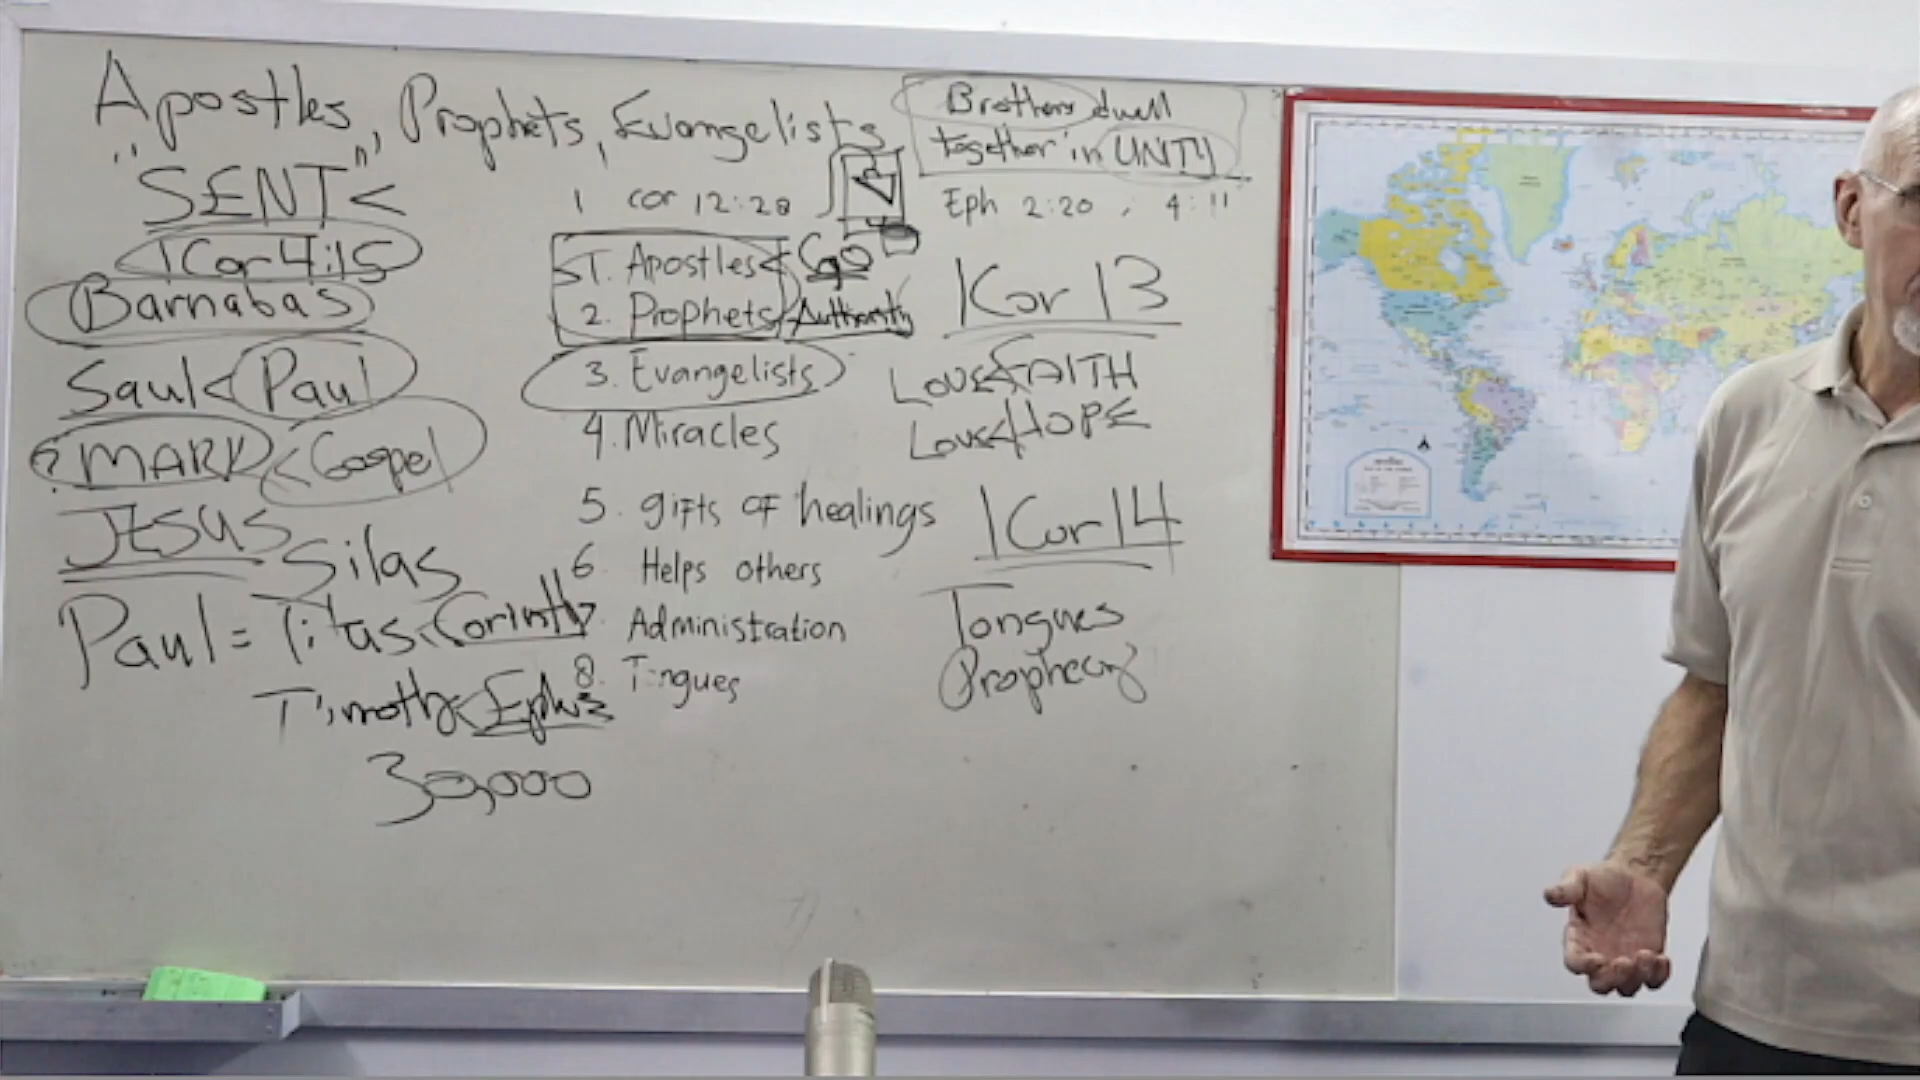 Apostles, Prophets, Evangelists
"SENT" <
1 Cor 4:15
Barnabas
Saul < Paul
? MARK < Gospel
JESUS
Silas
Paul = Titas < Corinth
Timothy <
30,000
1 cor 12:28
1. Apostles < Go
2. Prophets Authority
3. Evangelists
4. Miracles
5. gifts of healings
6 Helps others
7. Administration
8. Tongues
Brothers dwell
together in UNITY
Eph 2:20, 4:11
1 Cor 13
LOVE < FAITH
Love < HOPE
1 Cor 14
Tongues
Prophecy